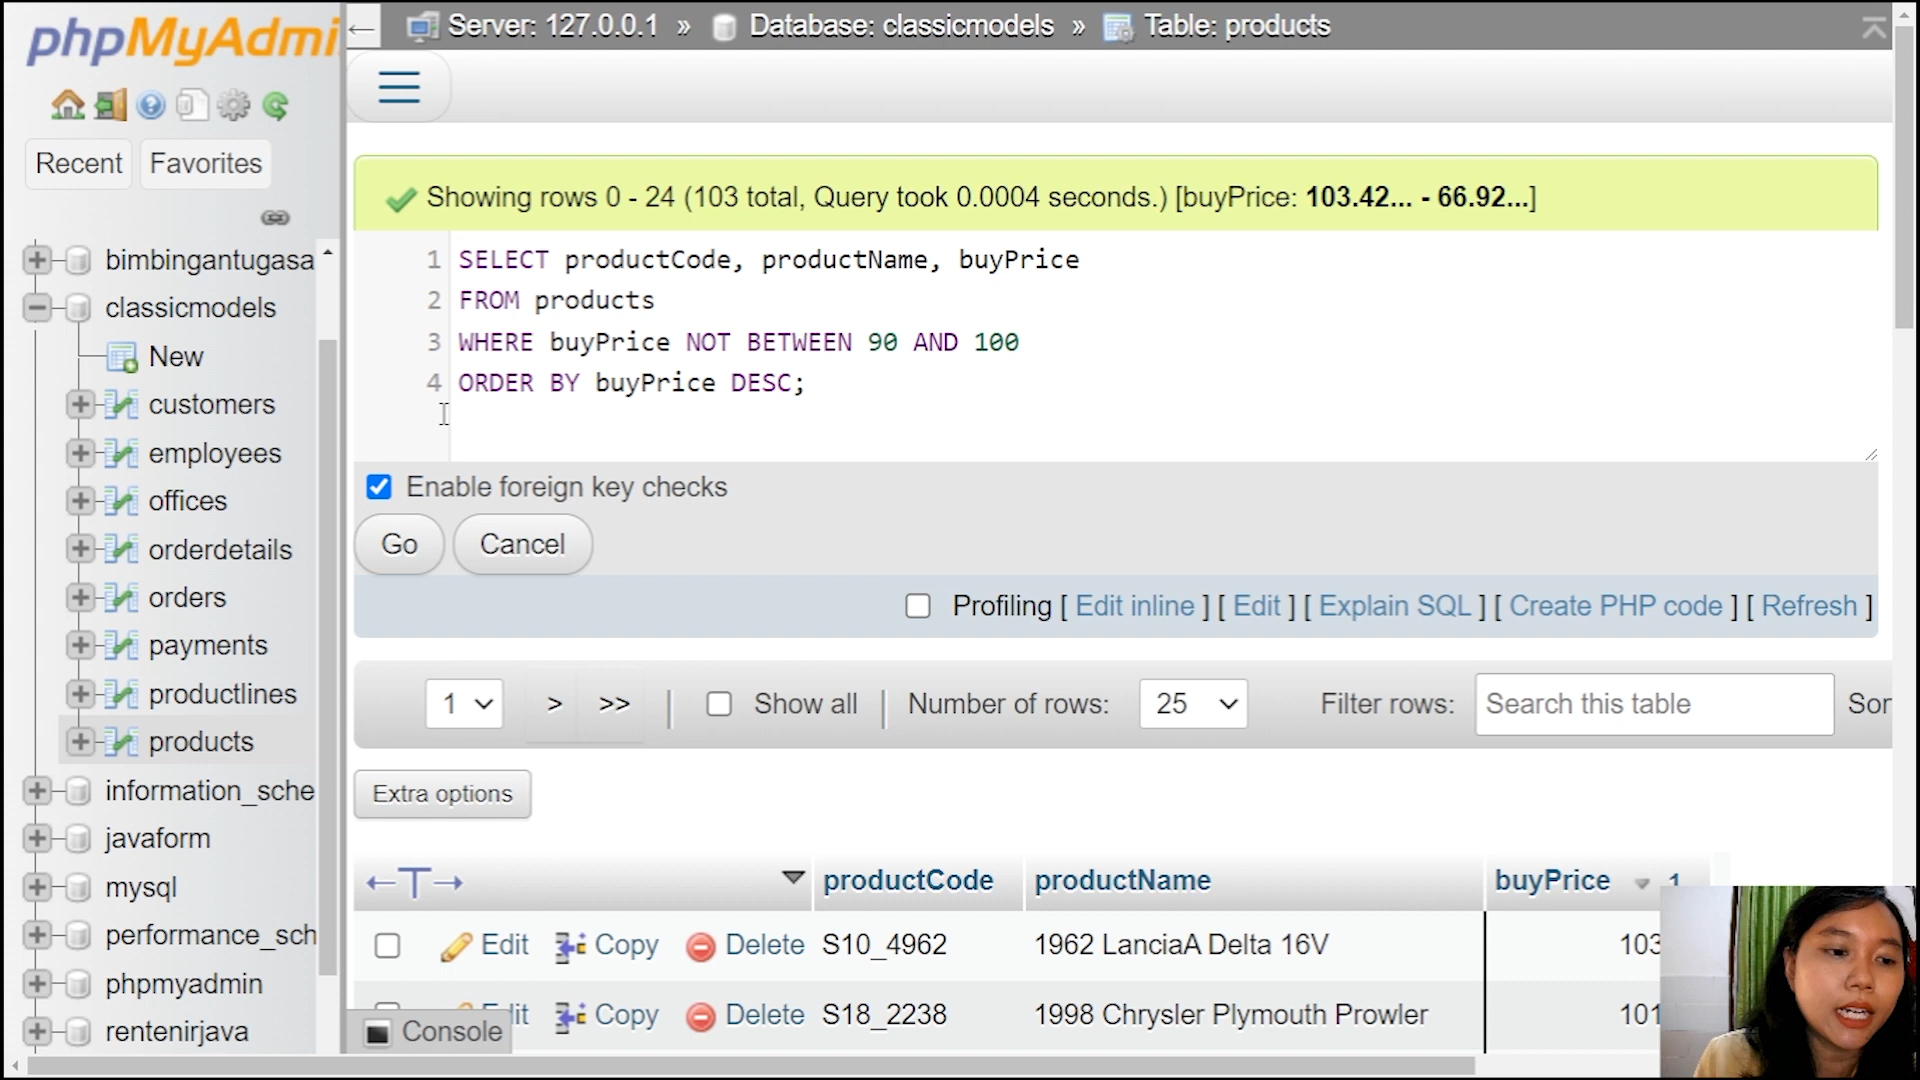 phpMyAdmi
Recent Favorites
bimbingantugasa
classicmodels
New
customers
employees
offices
orderdetails
orders
payments
productlines
products
information_sche
javaform
mysql
performance_sch
phpmyadmin
rentenirjava
Server: 127.0.0.1 » Database: classicmodels » Table: products
Showing rows 0 - 24 (103 total, Query took 0.0004 seconds.) [buyPrice: 103.42... - 66.92...]
1 SELECT productCode, productName, buyPrice
2 FROM products
3 WHERE buyPrice NOT BETWEEN 90 AND 100
4 ORDER BY buyPrice DESC;
Enable foreign key checks
Go Cancel
Profiling [ Edit inline ] [ Edit ] [ Explain SQL ] [ Create PHP code ] [ Refresh ]
1 > >> | Show all | Number of rows: 25 Filter rows: Search this table Sor
Extra options
←T→ productCode productName buyPrice 1
Edit Copy Delete S10_4962 1962 LanciaA Delta 16V 103
Edit Copy Delete S18_2238 1998 Chrysler Plymouth Prowler 101
Console